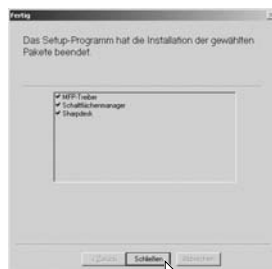 Fertig
Das Setup-Programm hat die Installation der gewählten
Pakete beendet.
MFP-Treiber
Schaltflächenmanager
Sharpdesk
< Zurück
Schließen
Abbrechen